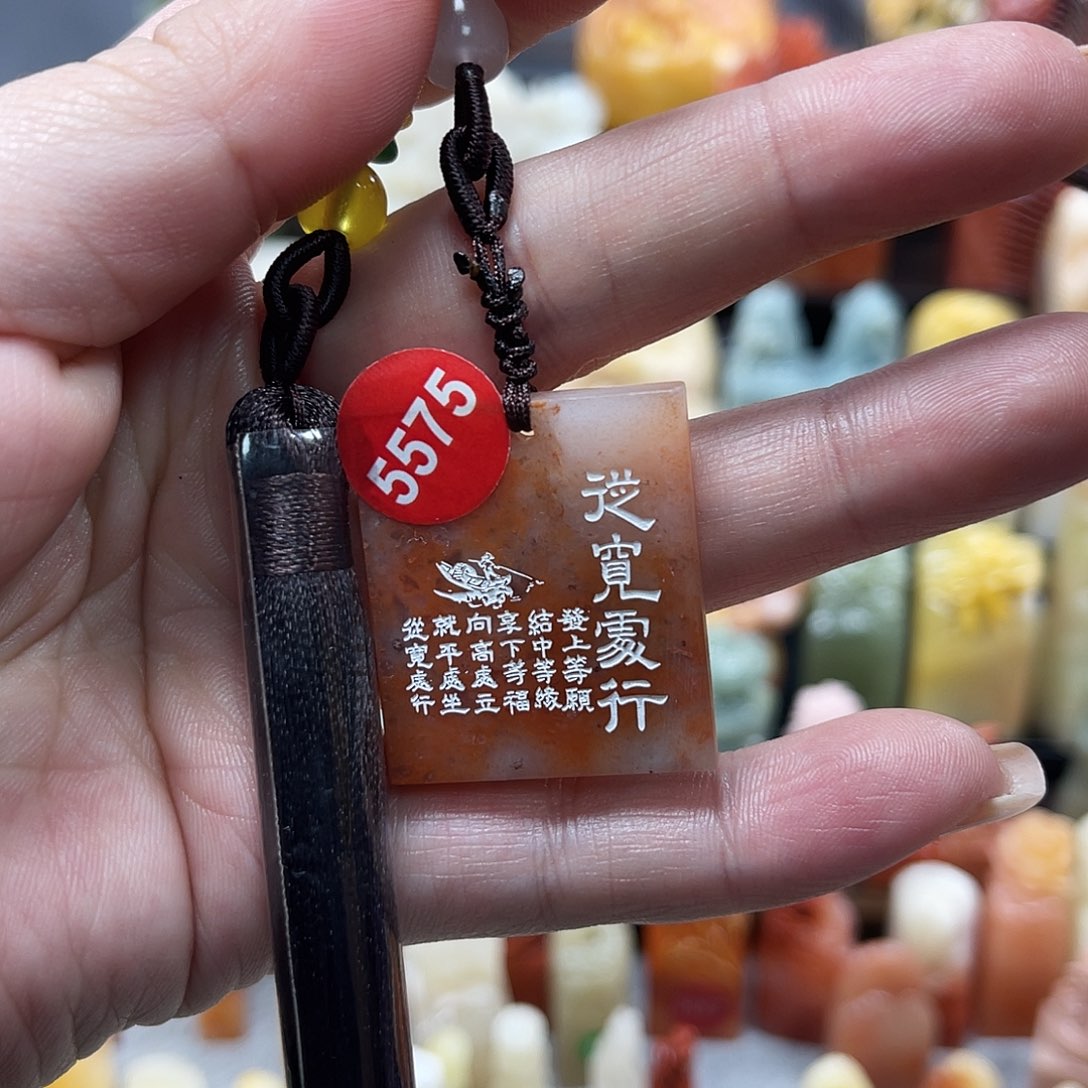 5575
從寬處行
發上等願
結中等緣
享下等福
向高處立
就平處坐
從寬處行